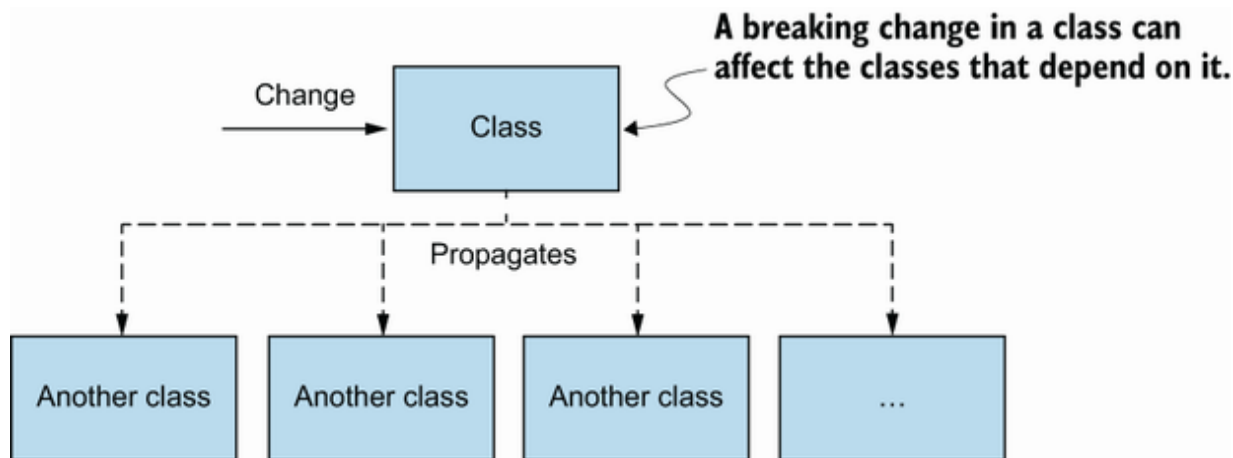 A breaking change in a class can
affect the classes that depend on it.
Change
Class
Propagates
Another class
Another class
Another class
...